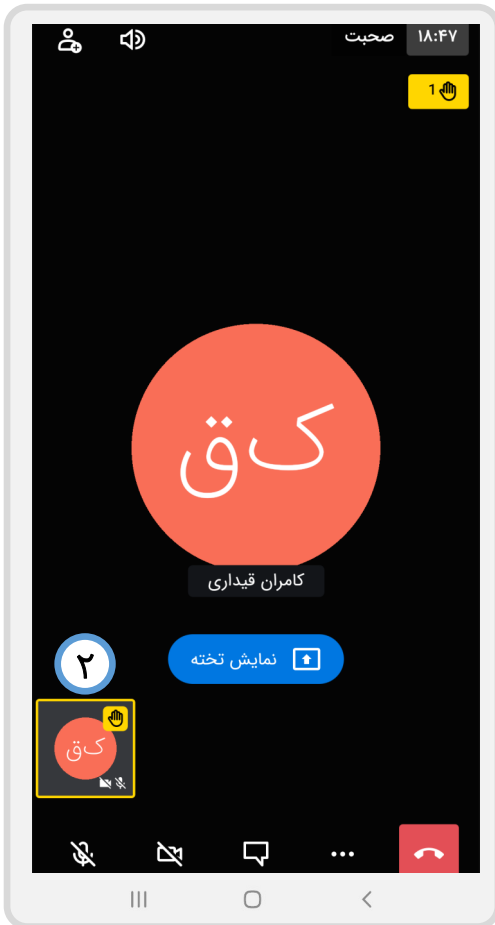 ۱۸:۴۷ صحبت
1
ک‌ق
کامران قیداری
نمایش تخته
۲
ک‌ق